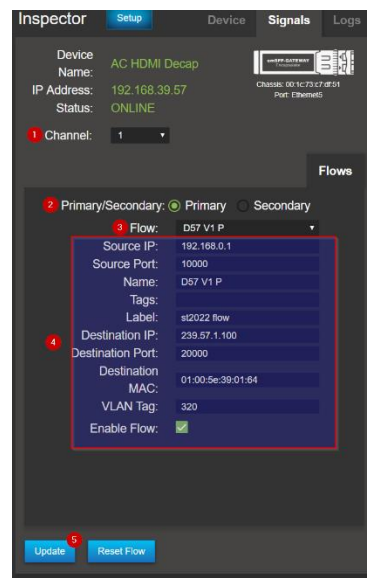 Inspector Setup Device Signals Logs
Device Name: AC HDMI Decap
IP Address: 192.168.39.57
Status: ONLINE
emSFP-GATEWAY
Encapsulator
Chassis: 00:1c:73:c7:df:51
Port: Ethernet5
1 Channel: 1
Flows
2 Primary/Secondary: Primary Secondary
3 Flow: D57 V1 P
4
Source IP: 192.168.0.1
Source Port: 10000
Name: D57 V1 P
Tags:
Label: st2022 flow
Destination IP: 239.57.1.100
Destination Port: 20000
Destination MAC: 01:00:5e:39:01:64
VLAN Tag: 320
Enable Flow:
5
Update Reset Flow